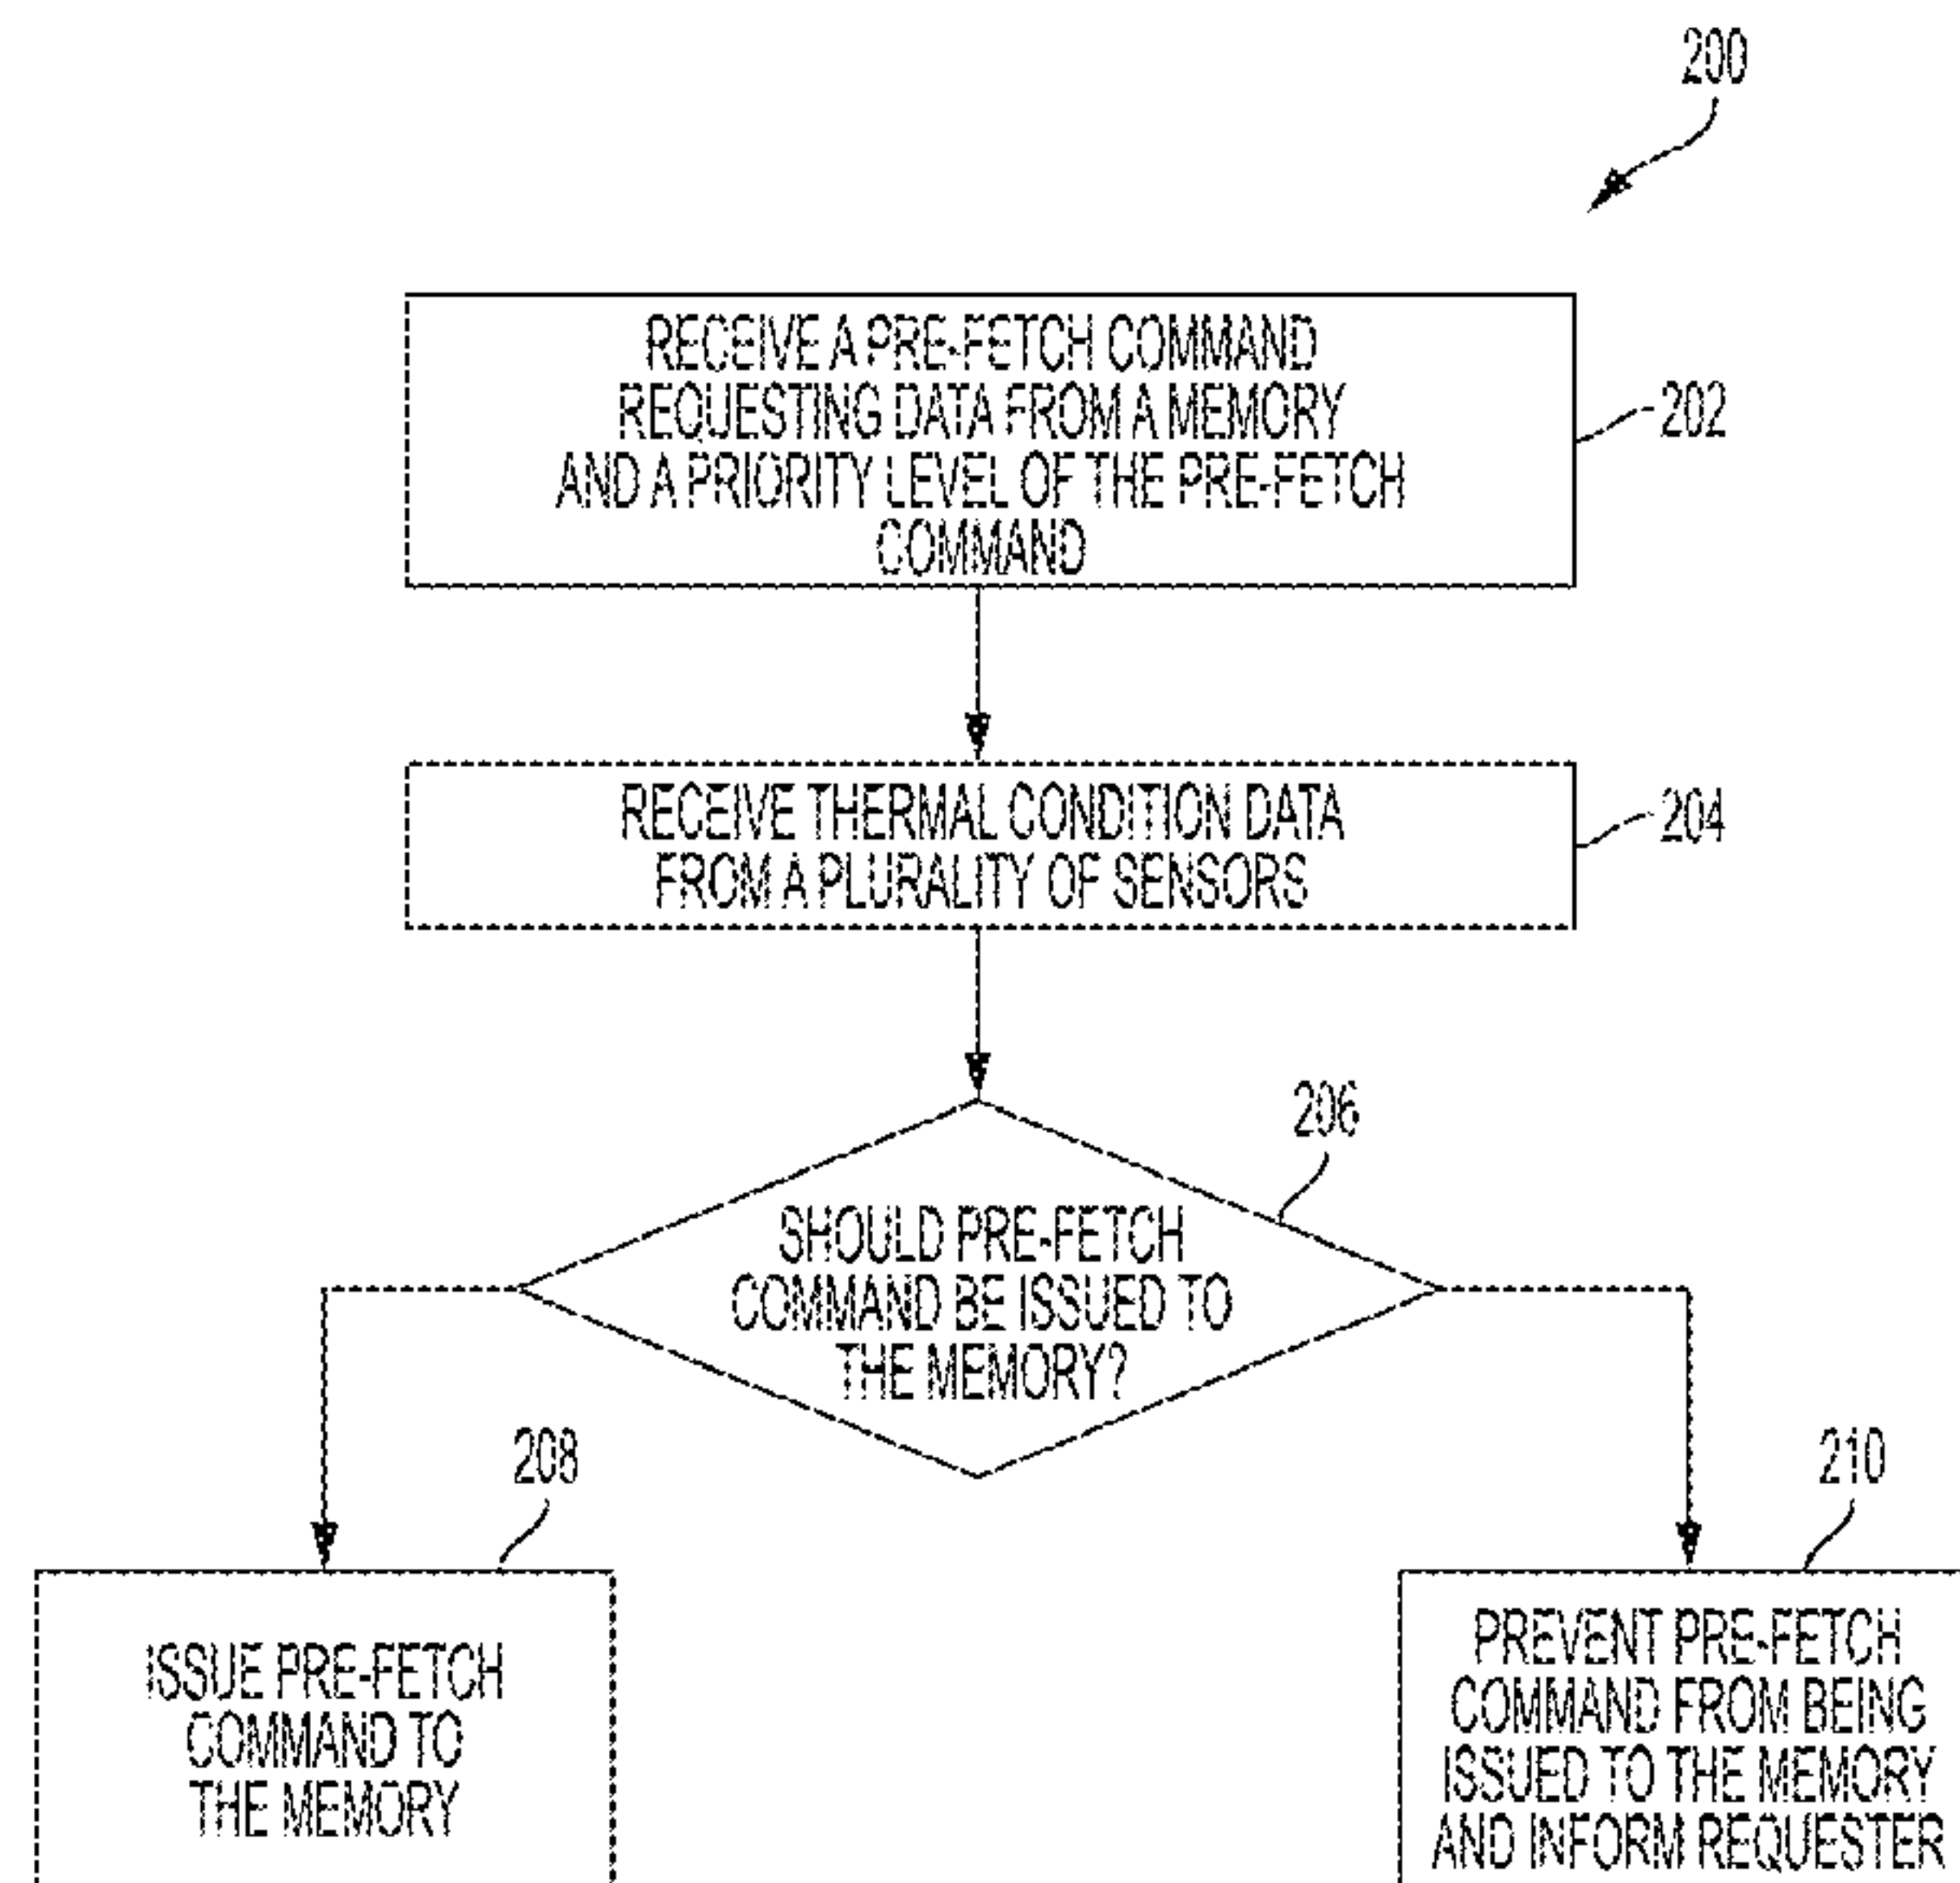 200
RECEIVE A PRE-FETCH COMMAND
REQUESTING DATA FROM A MEMORY
AND A PRIORITY LEVEL OF THE PRE-FETCH
COMMAND
202
RECEIVE THERMAL CONDITION DATA
FROM A PLURALITY OF SENSORS
204
206
SHOULD PRE-FETCH
COMMAND BE ISSUED TO
THE MEMORY?
208
ISSUE PRE-FETCH
COMMAND TO
THE MEMORY
210
PREVENT PRE-FETCH
COMMAND FROM BEING
ISSUED TO THE MEMORY
AND INFORM REQUESTER